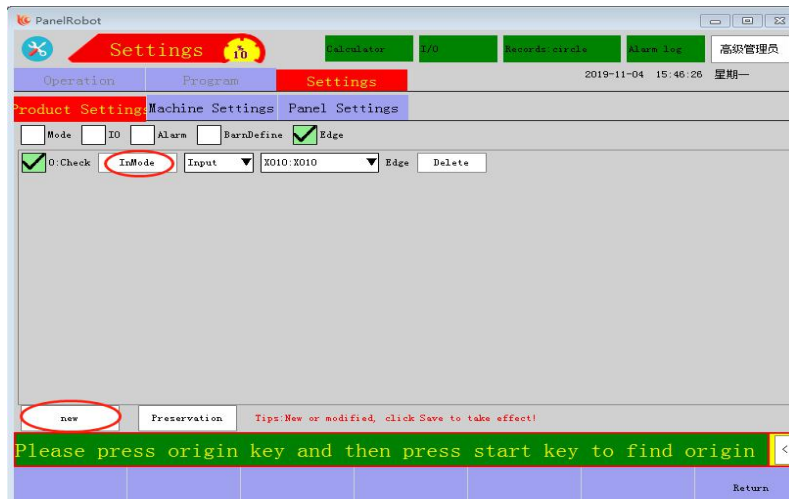 PanelRobot
Settings 10 Calculator I/O Records:circle Alarm log 高级管理员
Operation Program Settings 2019-11-04 15:46:26 星期一
Product Setting Machine Settings Panel Settings
Mode IO Alarm BarnDefine Edge
0:Check InMode Input X010:X010 Edge Delete
new Preservation Tips:New or modified, click Save to take effect!
Please press origin key and then press start key to find origin <
Return